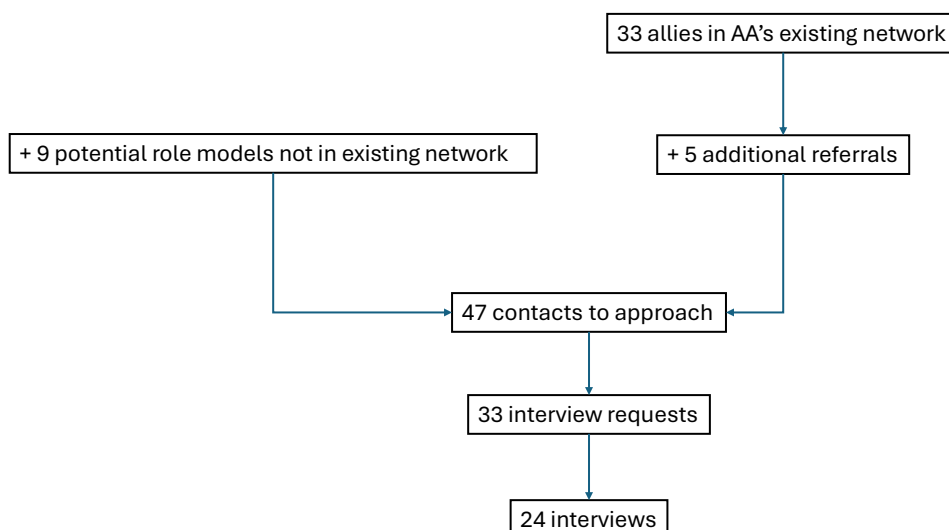 33 allies in AA’s existing network
+ 9 potential role models not in existing network
+ 5 additional referrals
47 contacts to approach
33 interview requests
24 interviews